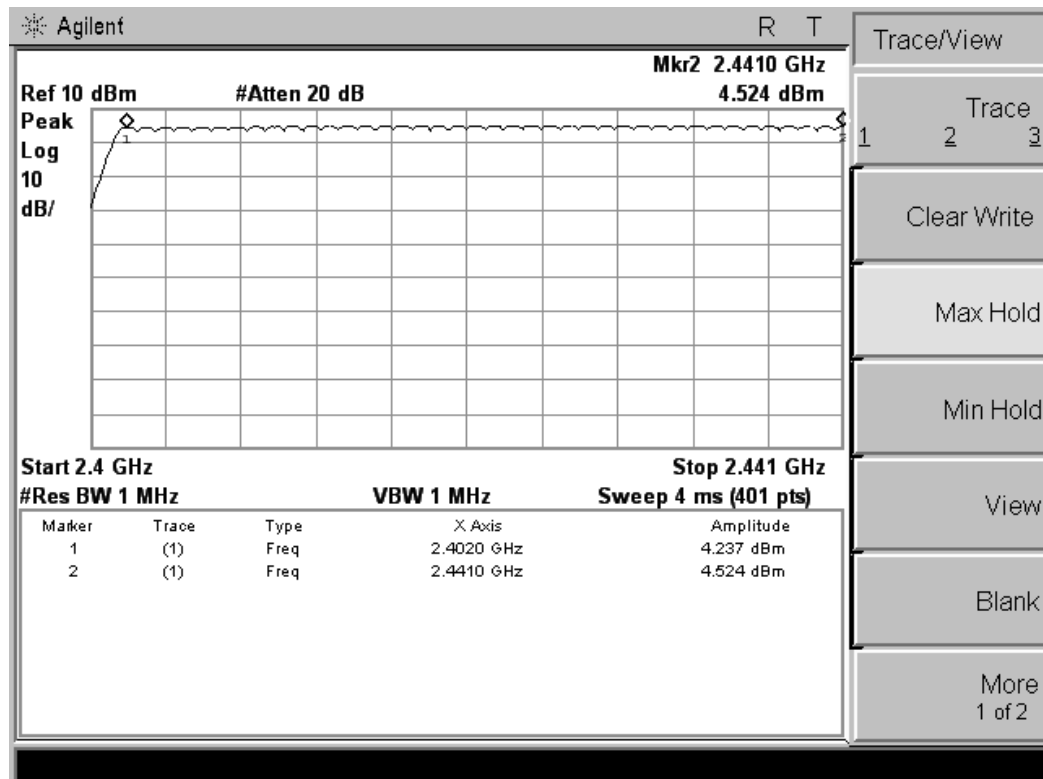 Agilent R T
Mkr2 2.4410 GHz
Ref 10 dBm #Atten 20 dB 4.524 dBm
Peak
Log
10
dB/
1
2
Start 2.4 GHz Stop 2.441 GHz
#Res BW 1 MHz VBW 1 MHz Sweep 4 ms (401 pts)
Marker Trace Type X Axis Amplitude
1 (1) Freq 2.4020 GHz 4.237 dBm
2 (1) Freq 2.4410 GHz 4.524 dBm
Trace/View
Trace
1 2 3
Clear Write
Max Hold
Min Hold
View
Blank
More
1 of 2